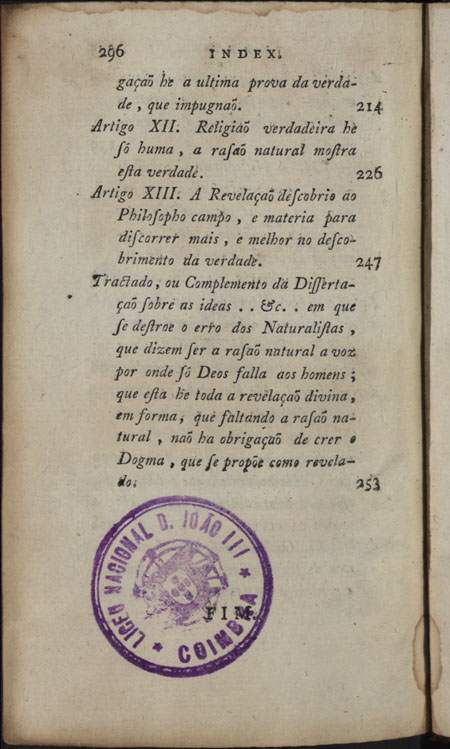 296 INDEX.
gaçaõ he a ultima prova da verda-
de , que impugnaõ. 214
Artigo XII. Religiaõ verdadeira he
ſó huma , a raſaõ natural moſtra
eſta verdade. 226
Artigo XIII. A Revelaçaõ deſcobrio ao
Philoſopho campo , e materia para
diſcorrer mais , e melhor no deſco-
brimento da verdade. 247
Tractado, ou Complemento da Diſſerta-
çaõ ſobre as ideas . . &c. . em que
ſe deſtroe o erro dos Naturaliſtas ,
que dizem ſer a raſaõ natural a voz
por onde ſó Deos falla aos homens ;
que eſta he toda a revelaçaõ divina ,
em forma , que faltando a raſaõ na-
tural , naõ ha obrigaçaõ de crer o
Dogma , que ſe propõe como revela-
do. 253
LICEU NACIONAL D. JOÃO III
* COIMBRA *
FIM.